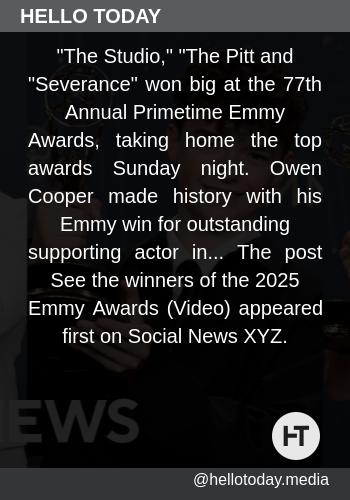 HELLO TODAY
"The Studio," "The Pitt and
"Severance" won big at the 77th
Annual Primetime Emmy
Awards, taking home the top
awards Sunday night. Owen
Cooper made history with his
Emmy win for outstanding
supporting actor in... The post
See the winners of the 2025
Emmy Awards (Video) appeared
first on Social News XYZ.
NEWS
HT
@hellotoday.media